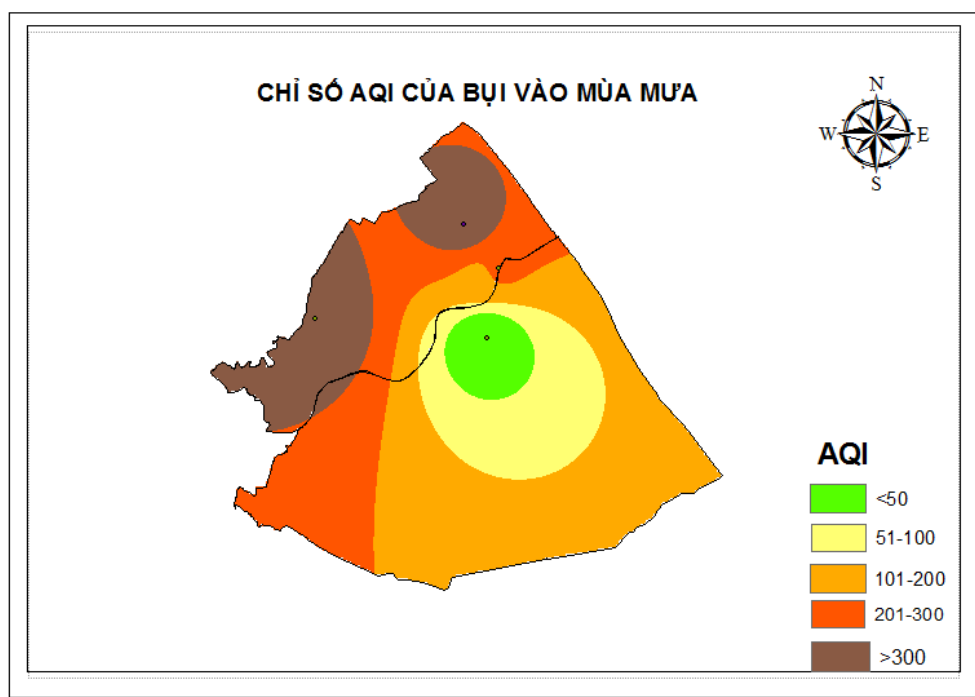 CHỈ SỐ AQI CỦA BỤI VÀO MÙA MƯA
N
W E
S
AQI
<50
51-100
101-200
201-300
>300